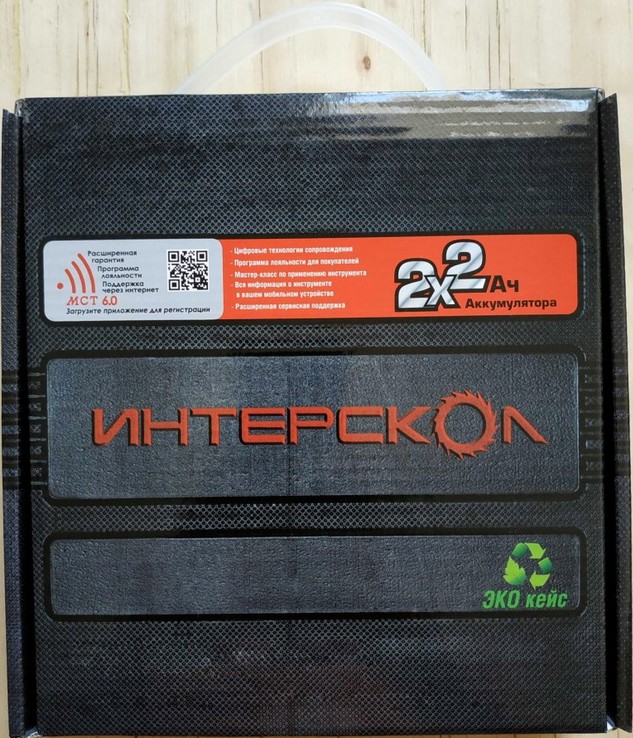 Расширенная
гарантия
Программа
лояльности
Поддержка
через интернет
МСТ 6.0
Загрузите приложение для регистрации
- Цифровые технологии сопровождения
- Программа лояльности для покупателей
- Мастер-класс по применению инструмента
- Вся информация о инструменте
в вашем мобильном устройстве
- Расширенная сервисная поддержка
2x2 Ач
Аккумулятора
ИНТЕРСКОЛ
ЭКО кейс